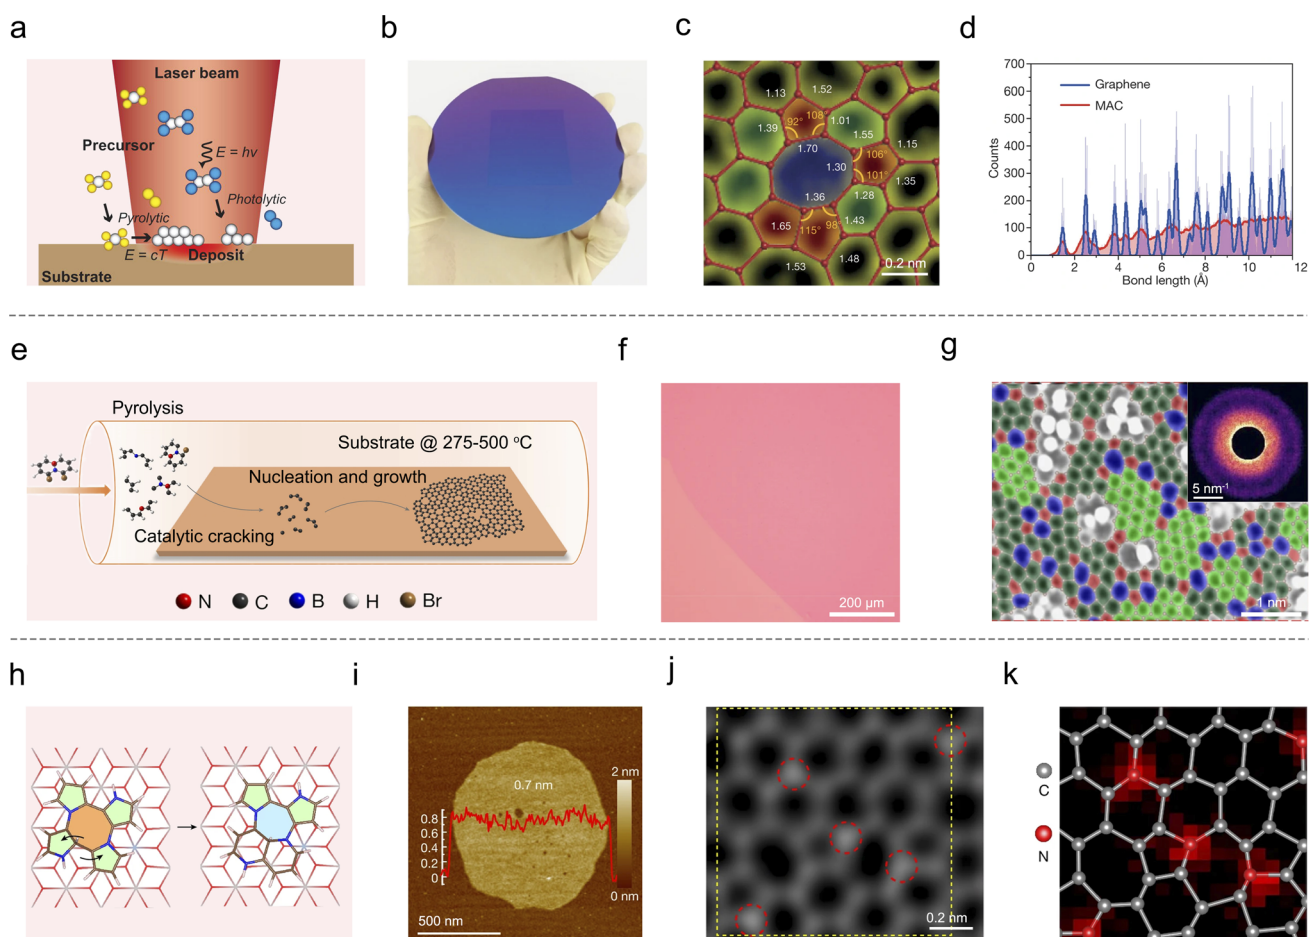 a
Laser beam
Precursor
E = hv
Photolytic
Pyrolytic
E = cT
Deposit
Substrate
b
c
1.13
1.52
1.39
92°
108°
1.01
1.55
1.15
1.70
106°
1.30
101°
1.35
1.36
1.28
1.65
115°
98°
1.43
1.53
1.48
0.2 nm
d
Graphene
MAC
Counts
700
600
500
400
300
200
100
0
0
2
4
6
8
10
12
Bond length (Å)
e
Pyrolysis
Substrate @ 275-500 °C
Nucleation and growth
Catalytic cracking
N
C
B
H
Br
f
200 μm
g
5 nm⁻¹
1 nm
h
i
0.7 nm
2 nm
0 nm
0.8
0.6
0.4
0.2
0
500 nm
j
0.2 nm
k
C
N